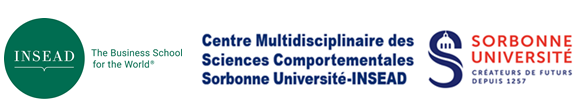 INSEAD
The Business School
for the World®
Centre Multidisciplinaire des
Sciences Comportementales
Sorbonne Université-INSEAD
SORBONNE
UNIVERSITÉ
CRÉATEURS DE FUTURS
DEPUIS 1257